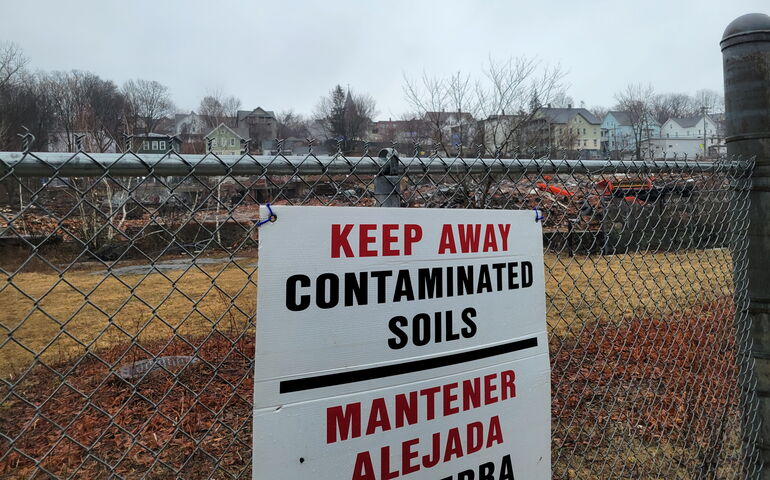 KEEP AWAY
CONTAMINATED
SOILS
MANTENER
ALEJADA